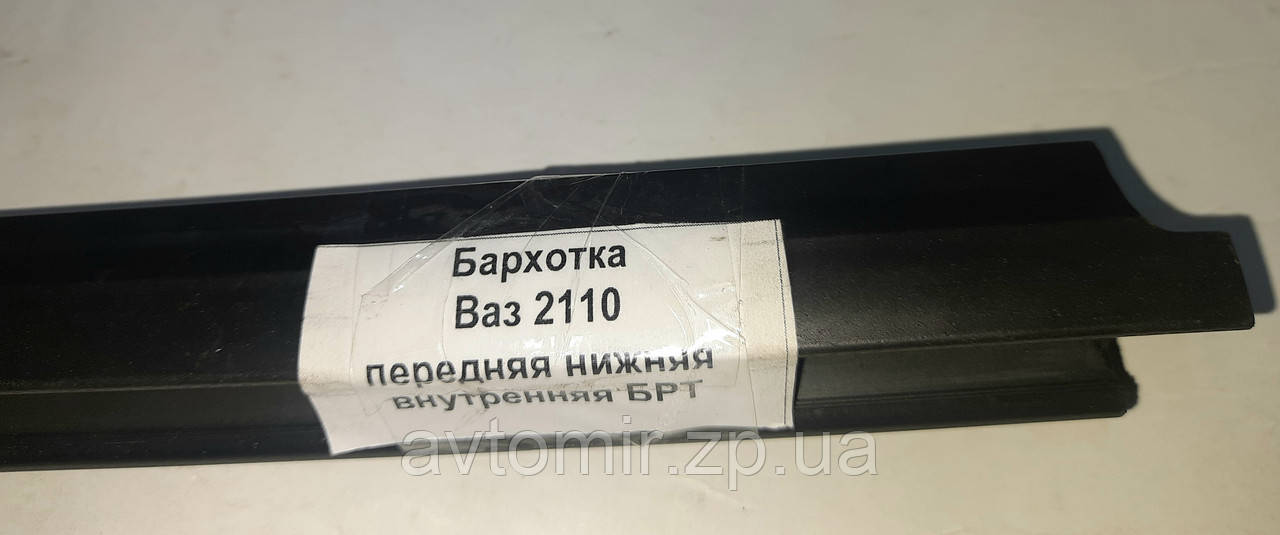 Бархотка
Ваз 2110
передняя нижняя
внутренняя БРТ
avtomir.zp.ua